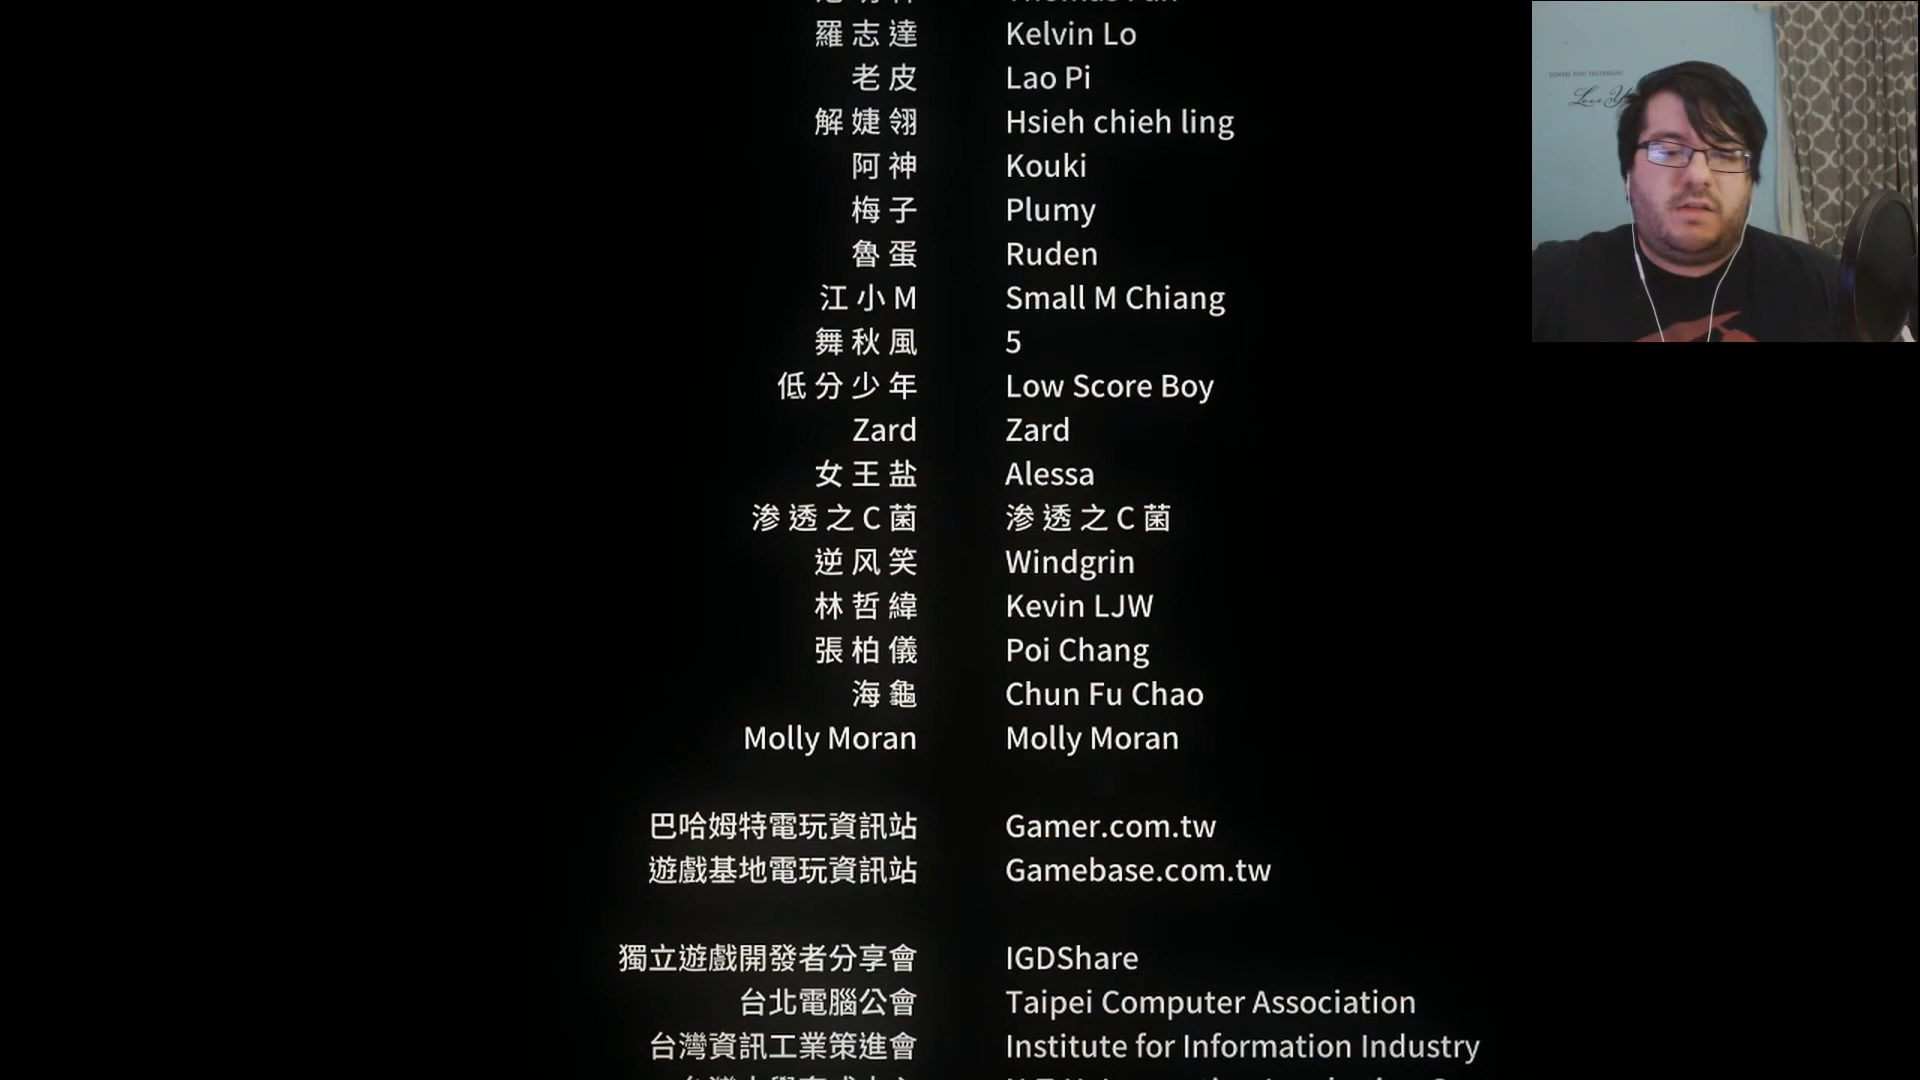 羅志達 Kelvin Lo
老皮 Lao Pi
解婕翎 Hsieh chieh ling
阿神 Kouki
梅子 Plumy
魯蛋 Ruden
江小M Small M Chiang
舞秋風 5
低分少年 Low Score Boy
Zard Zard
女王盐 Alessa
滲透之C菌 滲透之C菌
逆风笑 Windgrin
林哲緯 Kevin LJW
張柏儀 Poi Chang
海龜 Chun Fu Chao
Molly Moran Molly Moran
巴哈姆特電玩資訊站 Gamer.com.tw
遊戲基地電玩資訊站 Gamebase.com.tw
獨立遊戲開發者分享會 IGDShare
台北電腦公會 Taipei Computer Association
台灣資訊工業策進會 Institute for Information Industry